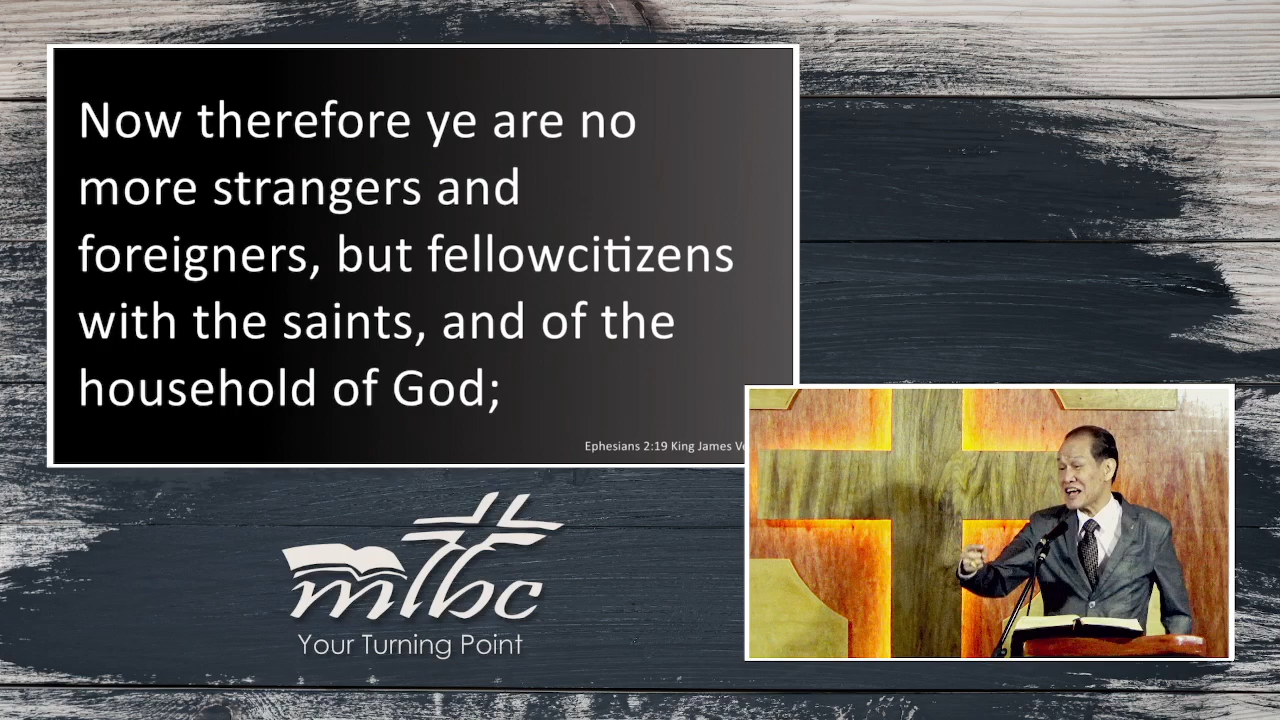 Now therefore ye are no
more strangers and
foreigners, but fellowcitizens
with the saints, and of the
household of God;
Ephesians 2:19 King James
mlbc
Your Turning Point